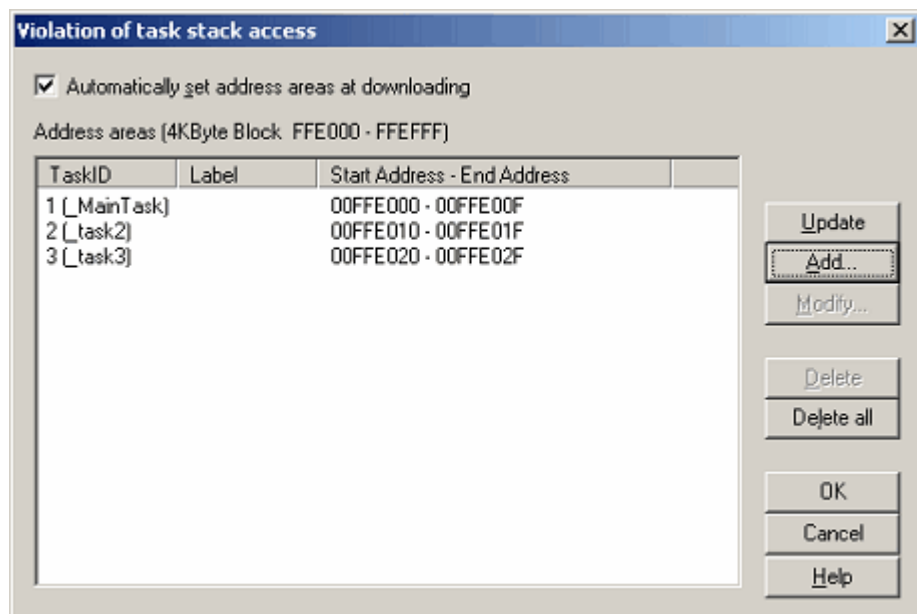 Violation of task stack access
Automatically set address areas at downloading
Address areas (4KByte Block FFE000 - FFEFFF)
TaskID Label Start Address - End Address
1 (_MainTask) 00FFE000 - 00FFE00F
2 (_task2) 00FFE010 - 00FFE01F
3 (_task3) 00FFE020 - 00FFE02F
Update
Add...
Modify...
Delete
Delete all
OK
Cancel
Help